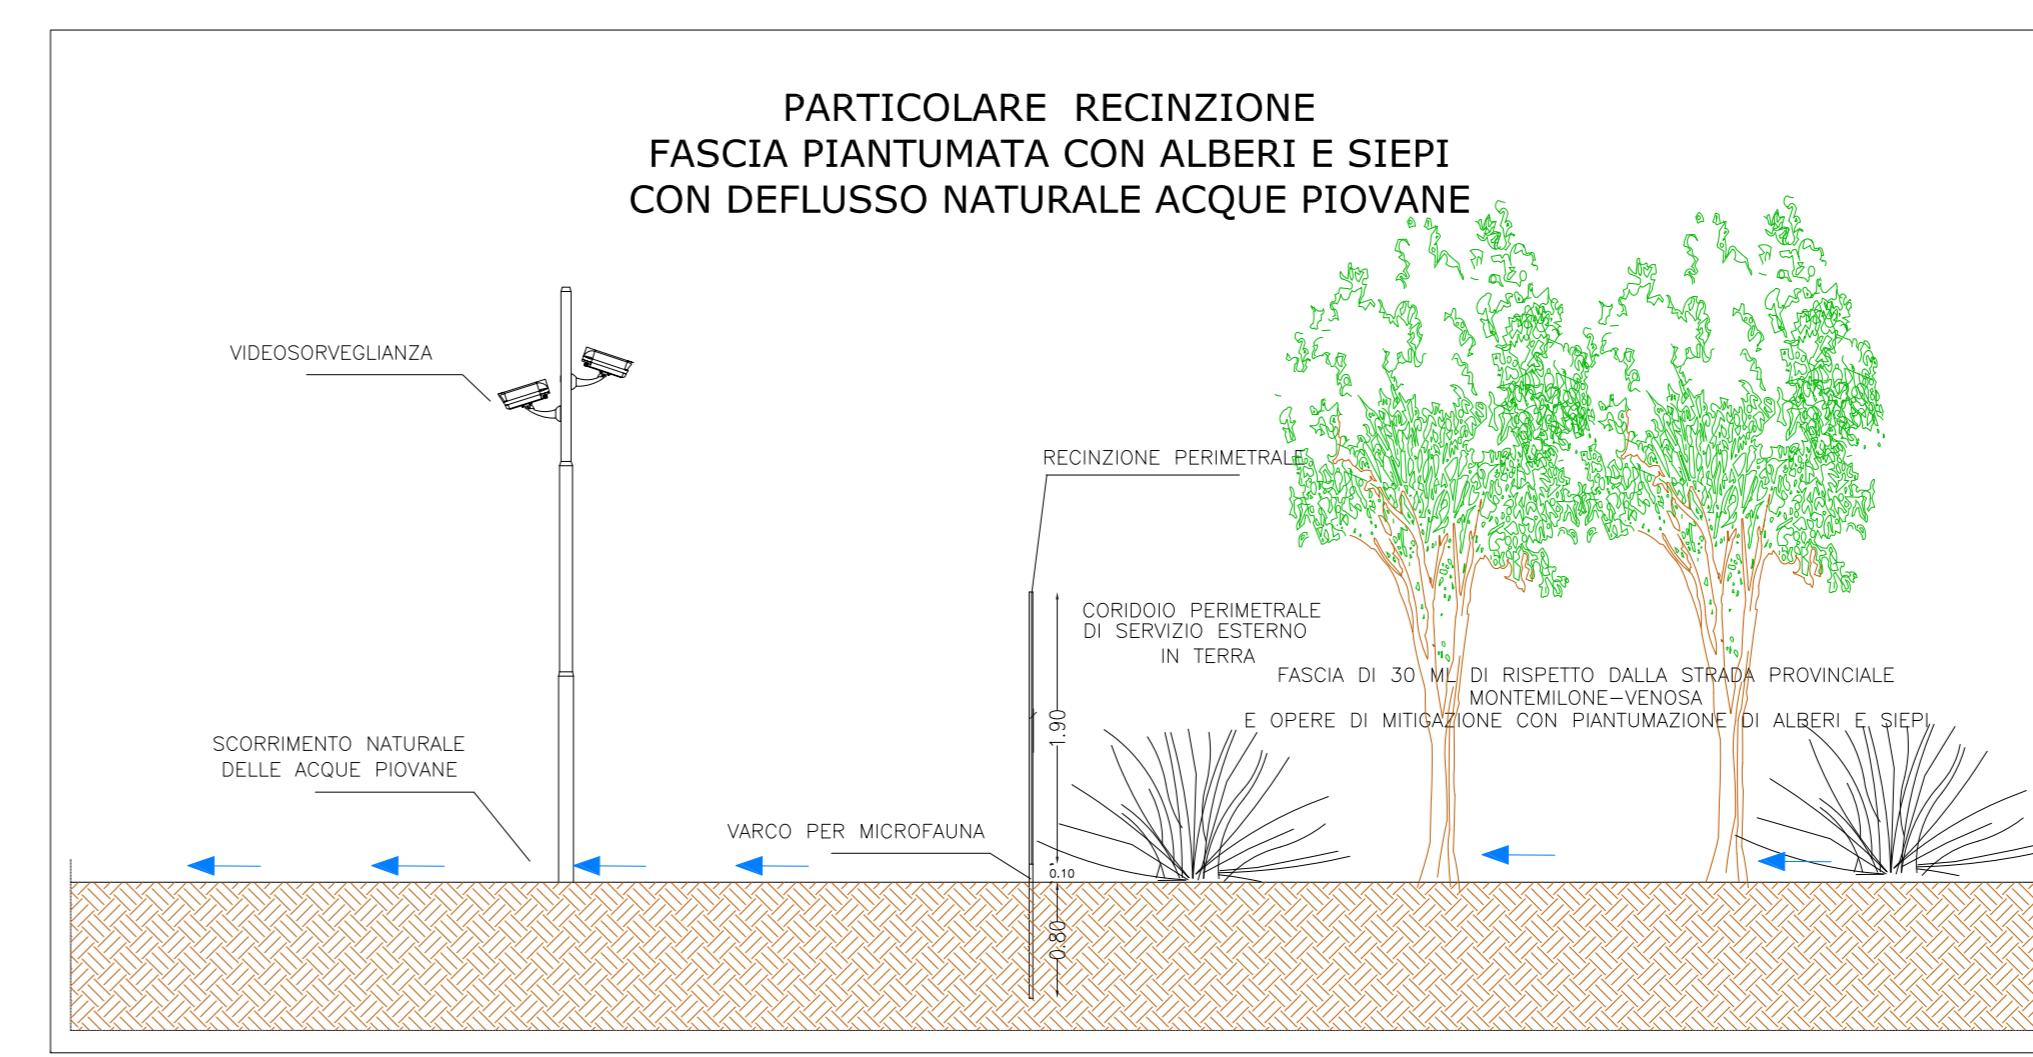 PARTICOLARE RECINZIONE
FASCIA PIANTUMATA CON ALBERI E SIEPI
CON DEFLUSSO NATURALE ACQUE PIOVANE
VIDEOSORVEGLIANZA
RECINZIONE PERIMETRALE
CORIDOIO PERIMETRALE
DI SERVIZIO ESTERNO
IN TERRA
FASCIA DI 30 ML DI RISPETTO DALLA STRADA PROVINCIALE
MONTEMILONE-VENOSA
E OPERE DI MITIGAZIONE CON PIANTUMAZIONE DI ALBERI E SIEPI
1.90
SCORRIMENTO NATURALE
DELLE ACQUE PIOVANE
VARCO PER MICROFAUNA
0.10
0.80